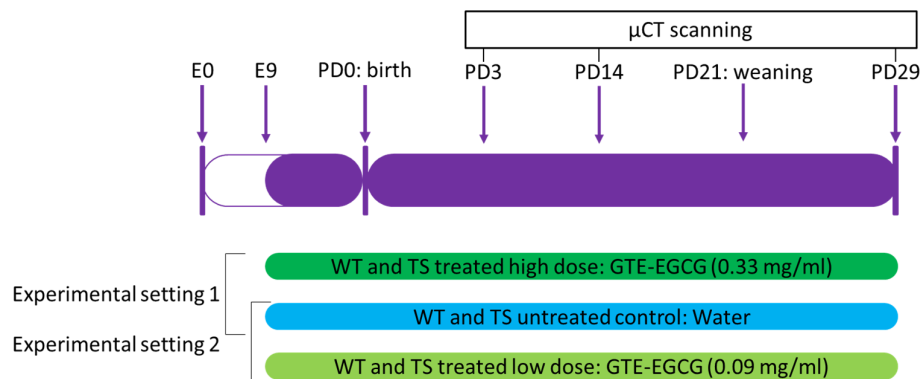 μCT scanning
E0
E9
PD0: birth
PD3
PD14
PD21: weaning
PD29
WT and TS treated high dose: GTE-EGCG (0.33 mg/ml)
Experimental setting 1
WT and TS untreated control: Water
Experimental setting 2
WT and TS treated low dose: GTE-EGCG (0.09 mg/ml)